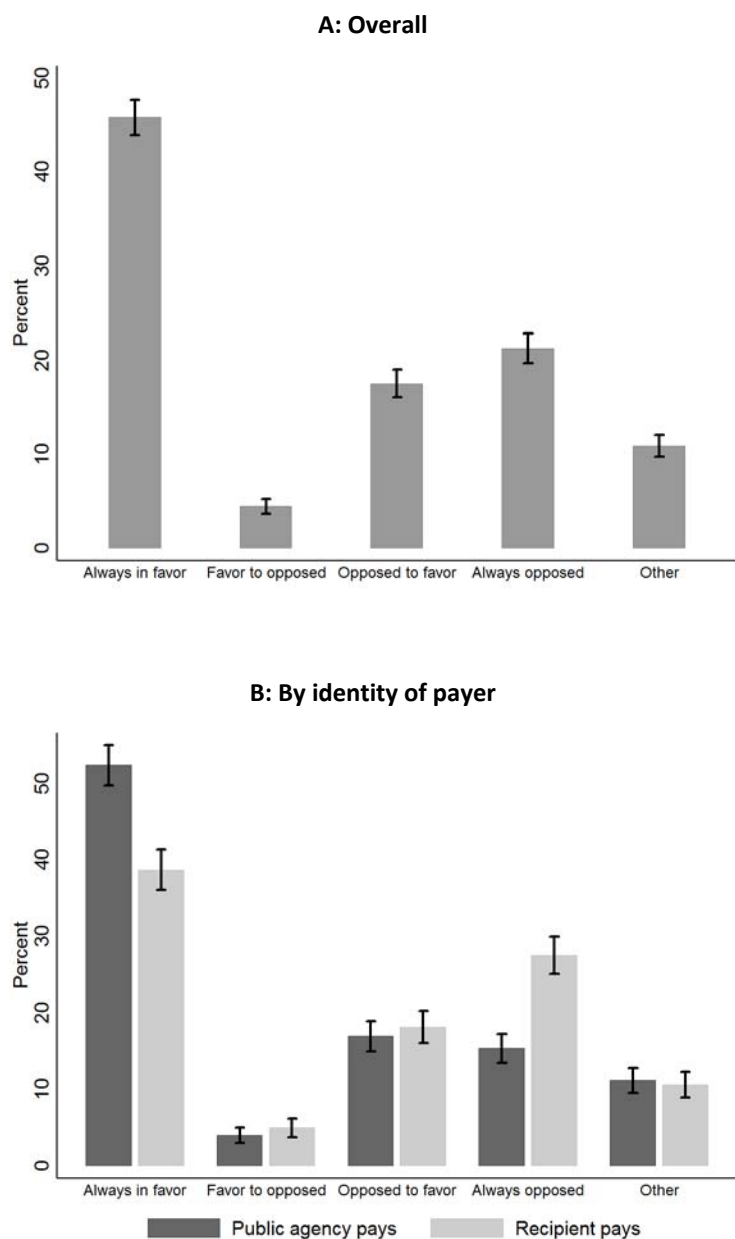 A: Overall
50
40
30
20
10
0
Percent
Always in favor Favor to opposed Opposed to favor Always opposed Other
B: By identity of payer
50
40
30
20
10
0
Percent
Always in favor Favor to opposed Opposed to favor Always opposed Other
Public agency pays Recipient pays